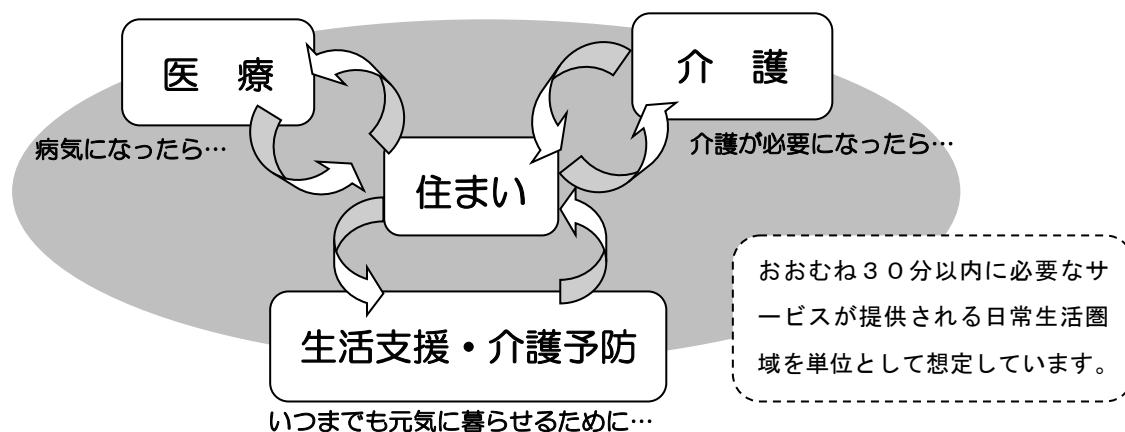 医　療
介　護
病気になったら…
介護が必要になったら…
住まい
おおむね３０分以内に必要なサ
ービスが提供される日常生活圏
域を単位として想定しています。
生活支援・介護予防
いつまでも元気に暮らせるために…